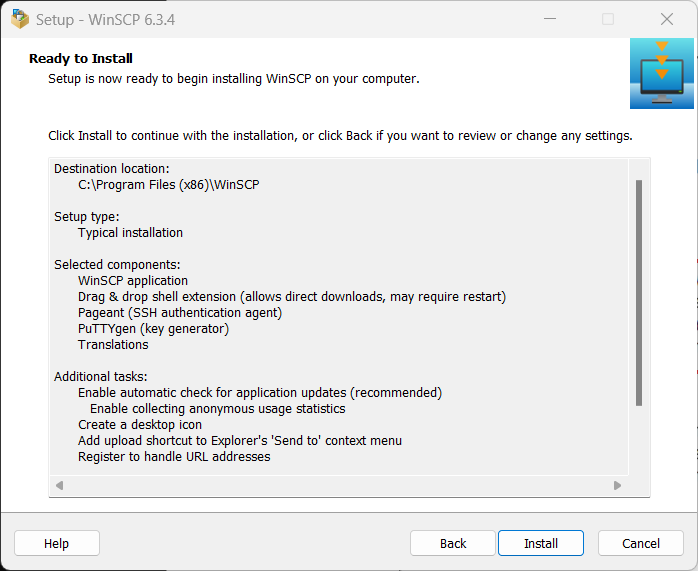 Setup - WinSCP 6.3.4
Ready to Install
Setup is now ready to begin installing WinSCP on your computer.
Click Install to continue with the installation, or click Back if you want to review or change any settings.
Destination location:
C:\Program Files (x86)\WinSCP
Setup type:
Typical installation
Selected components:
WinSCP application
Drag & drop shell extension (allows direct downloads, may require restart)
Pageant (SSH authentication agent)
PuTTYgen (key generator)
Translations
Additional tasks:
Enable automatic check for application updates (recommended)
Enable collecting anonymous usage statistics
Create a desktop icon
Add upload shortcut to Explorer's 'Send to' context menu
Register to handle URL addresses
Help
Back
Install
Cancel